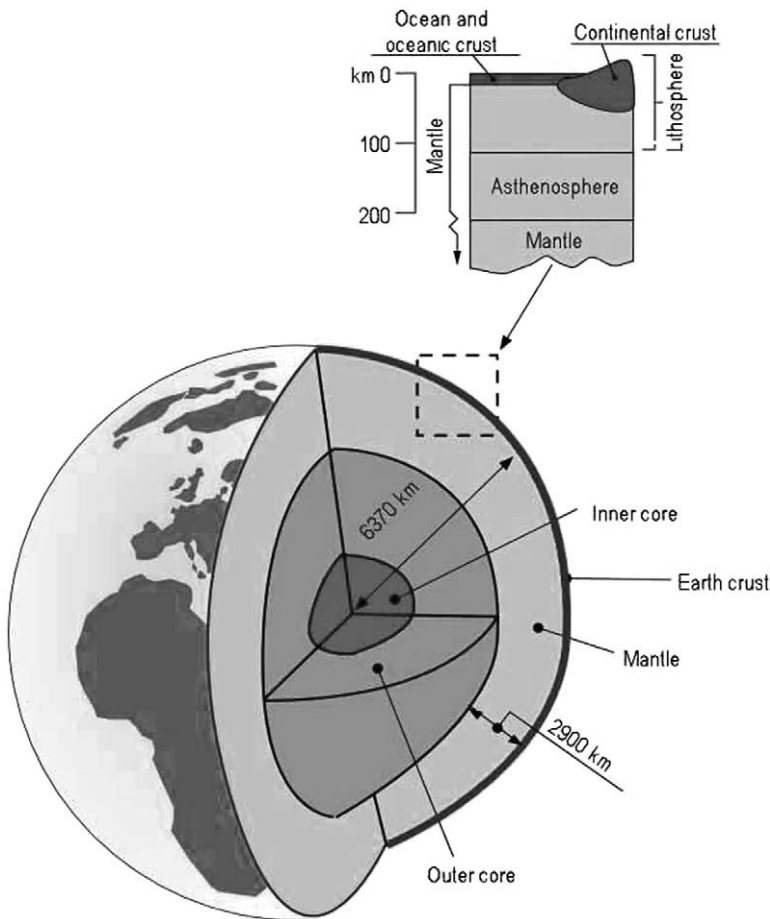 Ocean and
oceanic crust
Continental crust
km 0
100
200
Mantle
Lithosphere
Asthenosphere
Mantle
6370 km
Inner core
Earth crust
Mantle
2900 km
Outer core